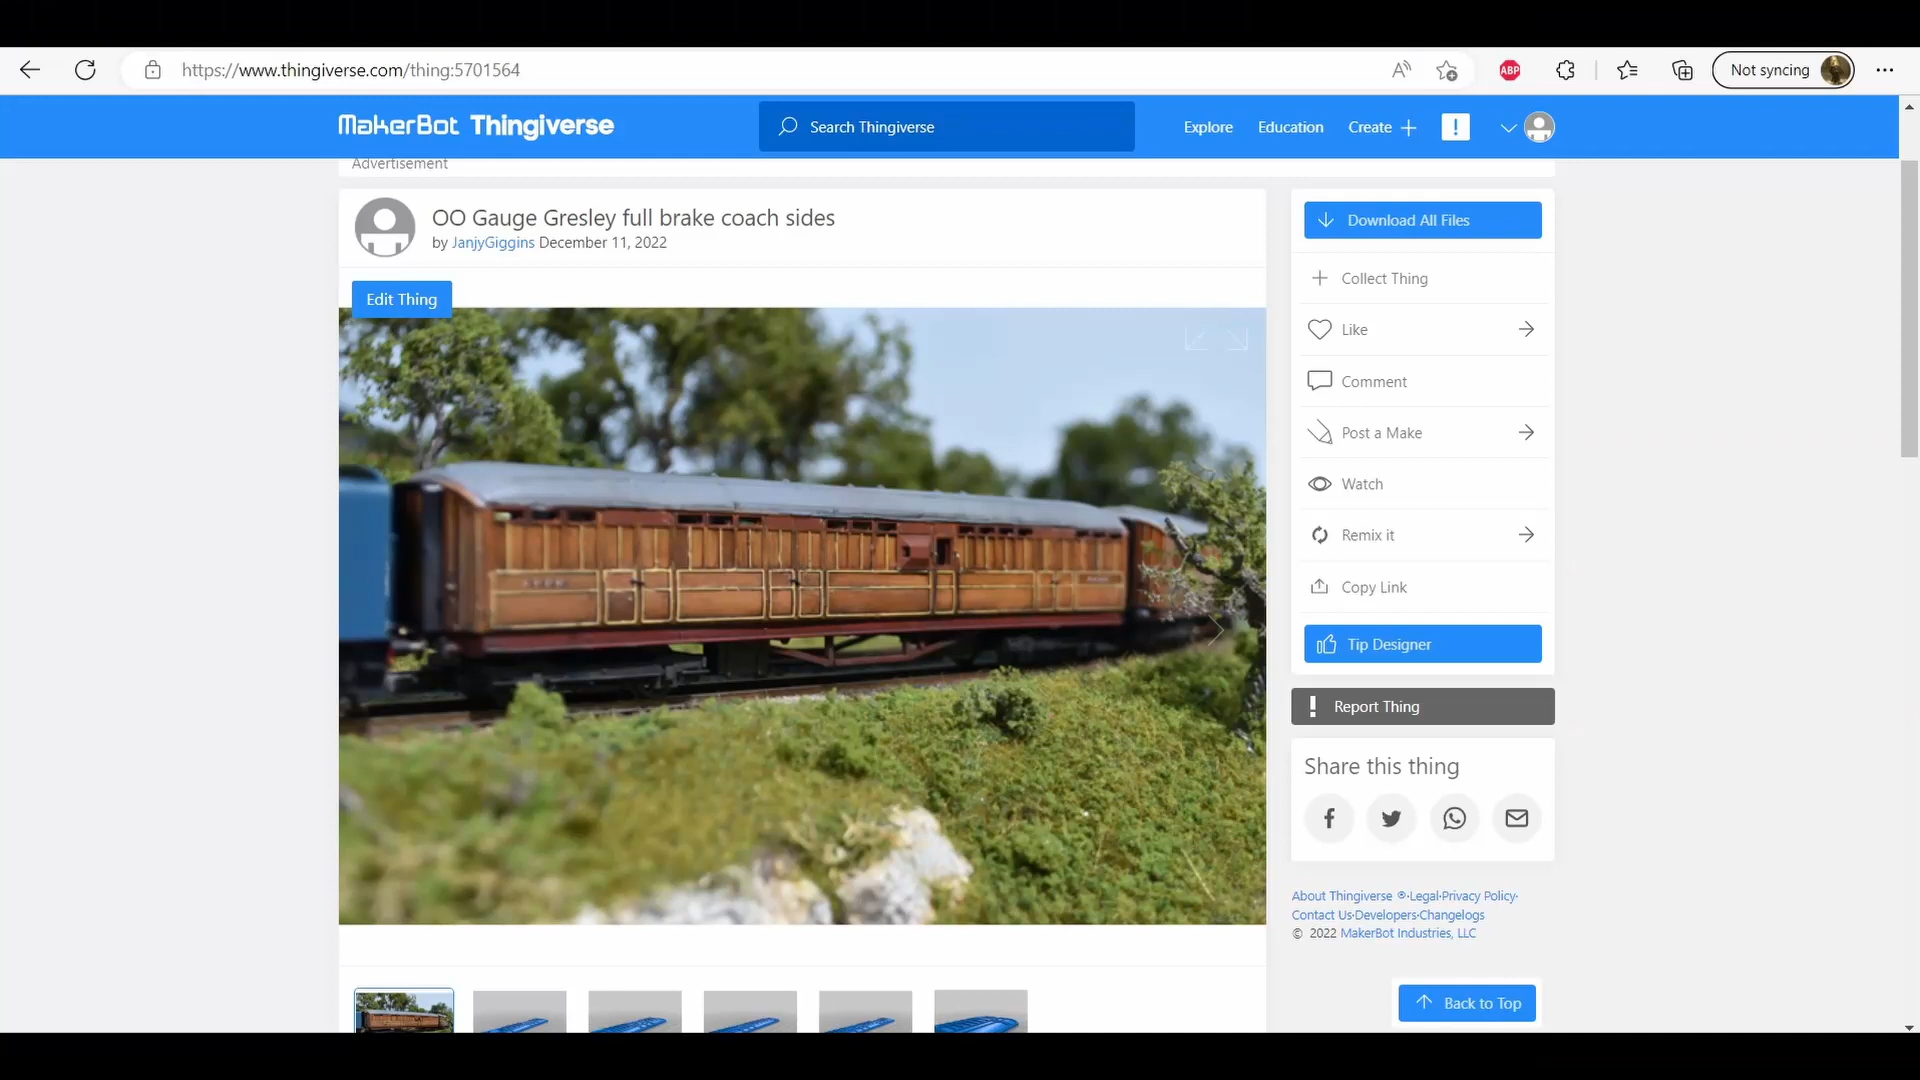 https://www.thingiverse.com/thing:5701564
A
ABP
Not syncing
MakerBot Thingiverse
Search Thingiverse
Explore
Education
Create
Advertisement
OO Gauge Gresley full brake coach sides
by JanjyGiggins December 11, 2022
Edit Thing
Download All Files
Collect Thing
Like
Comment
Post a Make
Watch
Remix it
Copy Link
Tip Designer
Report Thing
Share this thing
About Thingiverse ®·Legal·Privacy Policy·
Contact Us·Developers·Changelogs
© 2022 MakerBot Industries, LLC
Back to Top